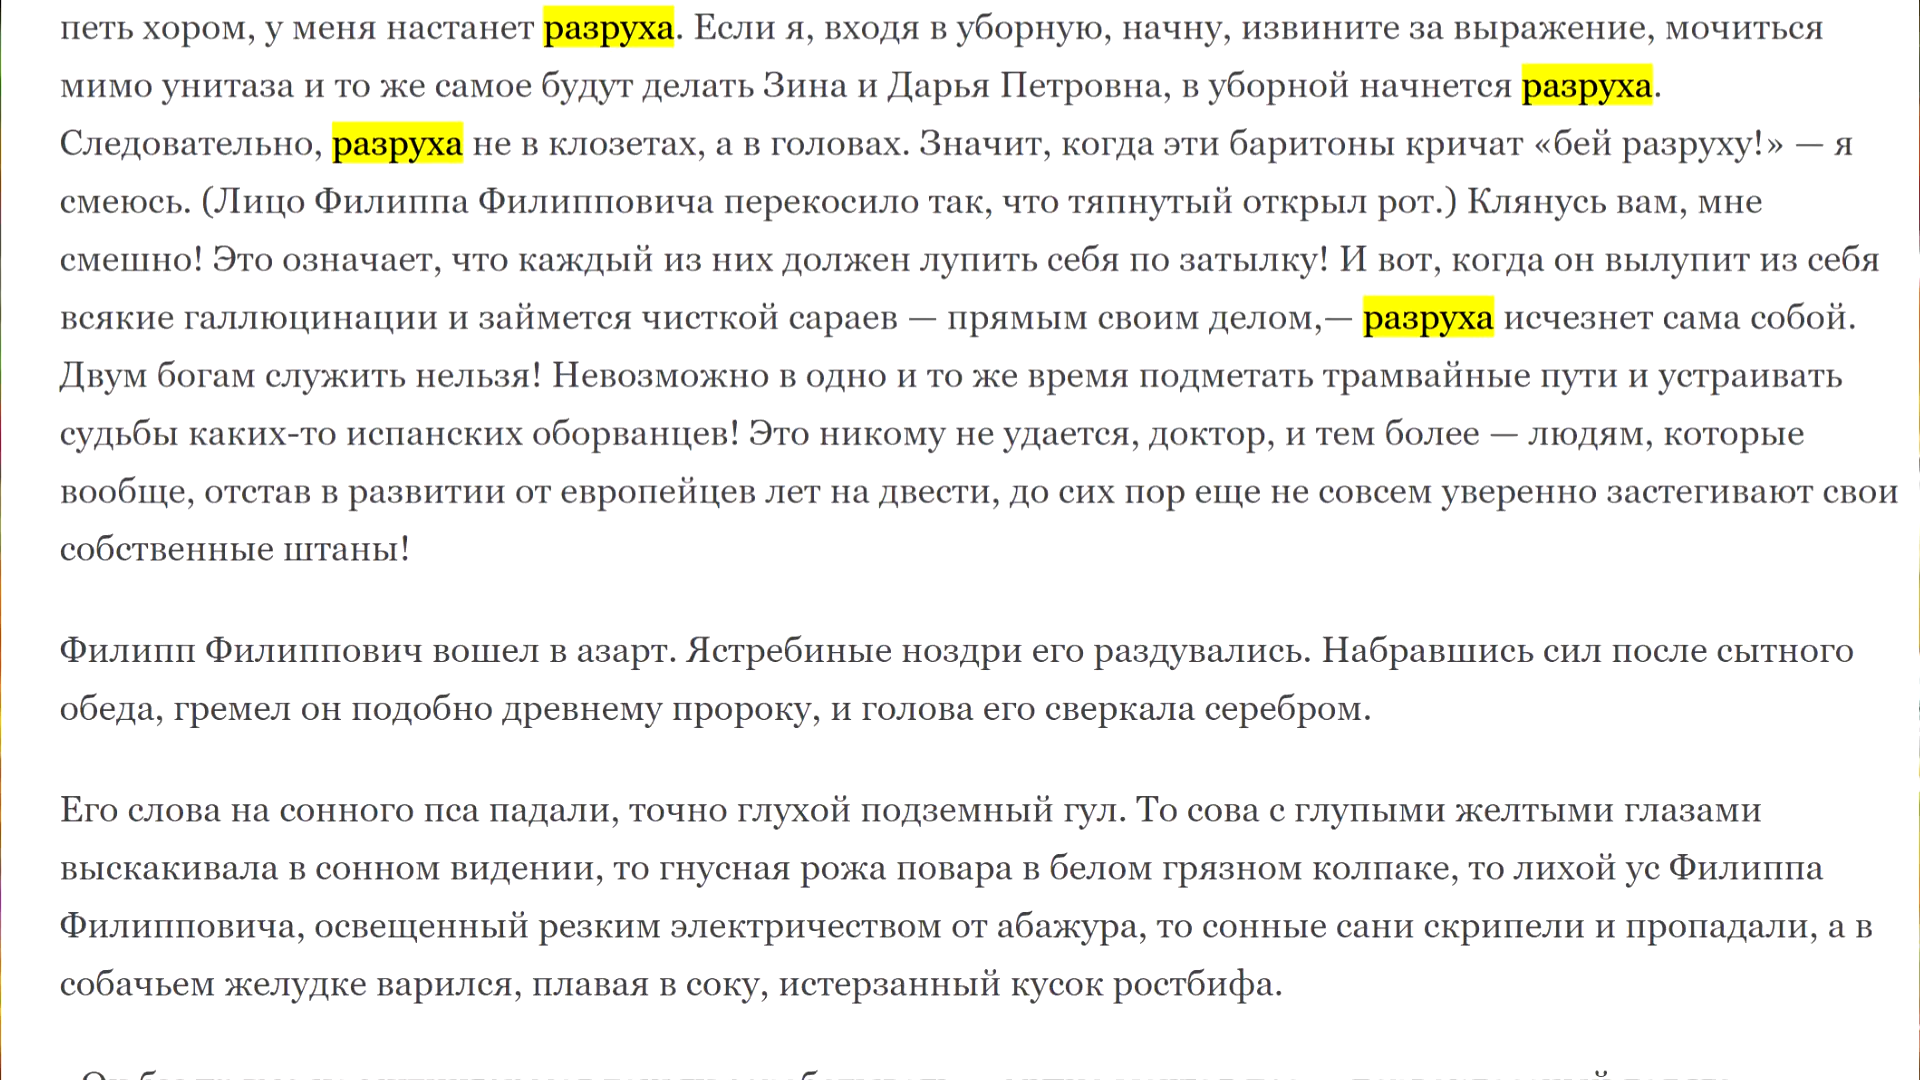 петь хором, у меня настанет разруха. Если я, входя в уборную, начну, извините за выражение, мочиться
мимо унитаза и то же самое будут делать Зина и Дарья Петровна, в уборной начнется разруха.
Следовательно, разруха не в клозетах, а в головах. Значит, когда эти баритоны кричат «бей разруху!» — я
смеюсь. (Лицо Филиппа Филипповича перекосило так, что тяпнутый открыл рот.) Клянусь вам, мне
смешно! Это означает, что каждый из них должен лупить себя по затылку! И вот, когда он вылупит из себя
всякие галлюцинации и займется чисткой сараев — прямым своим делом,— разруха исчезнет сама собой.
Двум богам служить нельзя! Невозможно в одно и то же время подметать трамвайные пути и устраивать
судьбы каких-то испанских оборванцев! Это никому не удается, доктор, и тем более — людям, которые
вообще, отстав в развитии от европейцев лет на двести, до сих пор еще не совсем уверенно застегивают свои
собственные штаны!
Филипп Филиппович вошел в азарт. Ястребиные ноздри его раздувались. Набравшись сил после сытного
обеда, гремел он подобно древнему пророку, и голова его сверкала серебром.
Его слова на сонного пса падали, точно глухой подземный гул. То сова с глупыми желтыми глазами
выскакивала в сонном видении, то гнусная рожа повара в белом грязном колпаке, то лихой ус Филиппа
Филипповича, освещенный резким электричеством от абажура, то сонные сани скрипели и пропадали, а в
собачьем желудке варился, плавая в соку, истерзанный кусок ростбифа.